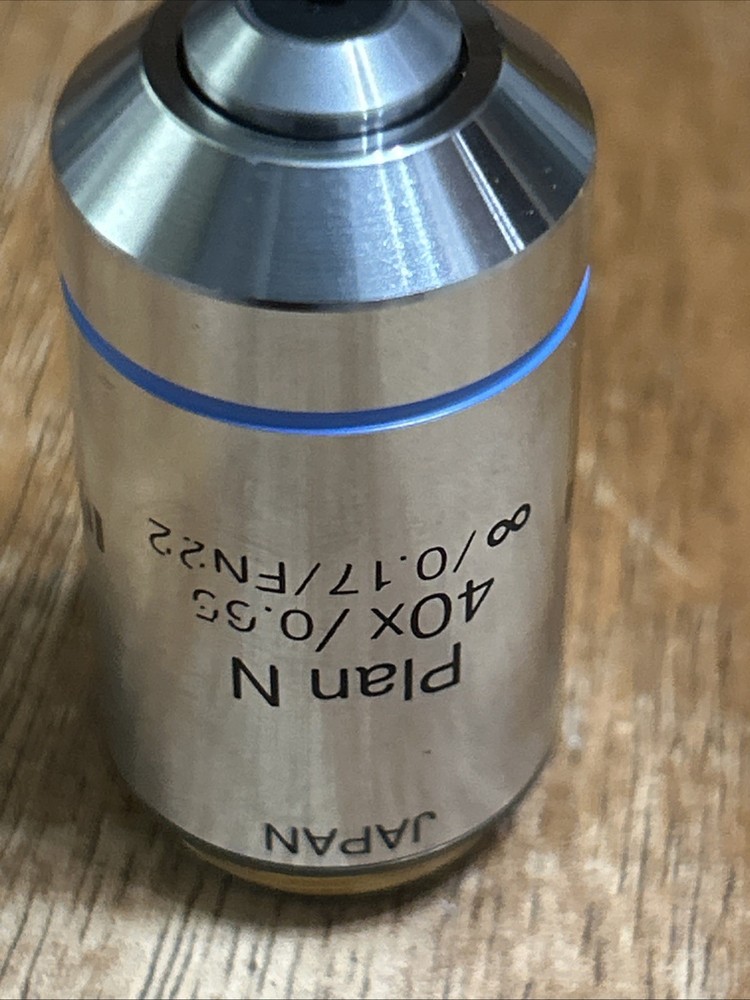 JAPAN
Plan N
40x/0.65
∞/0.17/FN22